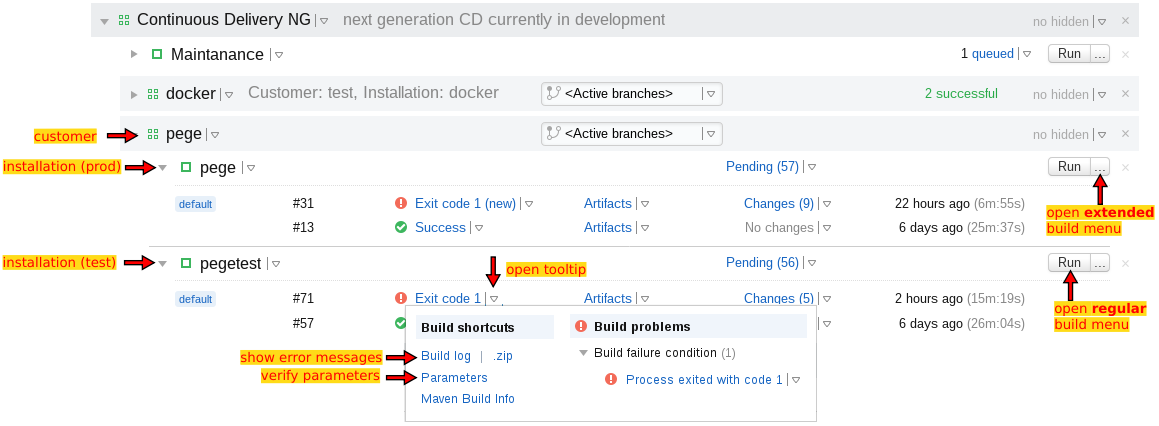 Continuous Delivery NG next generation CD currently in development no hidden
Maintanance 1 queued Run ...
docker Customer: test, Installation: docker <Active branches> 2 successful no hidden
customer pege <Active branches> no hidden
installation (prod) pege Pending (57) Run ...
default #31 Exit code 1 (new) Artifacts Changes (9) 22 hours ago (6m:55s)
open extended
build menu
#13 Success Artifacts No changes 6 days ago (25m:37s)
installation (test) pegetest Pending (56) Run ...
open tooltip
default #71 Exit code 1 Artifacts Changes (5) 2 hours ago (15m:19s)
open regular
build menu
#57 6 days ago (26m:04s)
Build shortcuts Build problems
show error messages Build log | .zip Build failure condition (1)
verify parameters Parameters Process exited with code 1
Maven Build Info